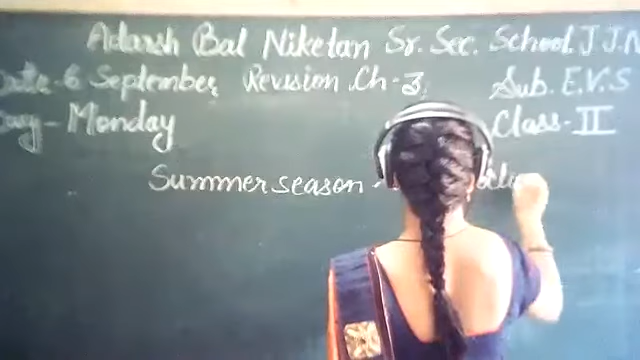 Adarsh Bal Niketan Sr. Sec. School. J J.N
Date-6 September Revision Ch-3 Sub. E.V.S
Day-Monday Class-II
Summer season -